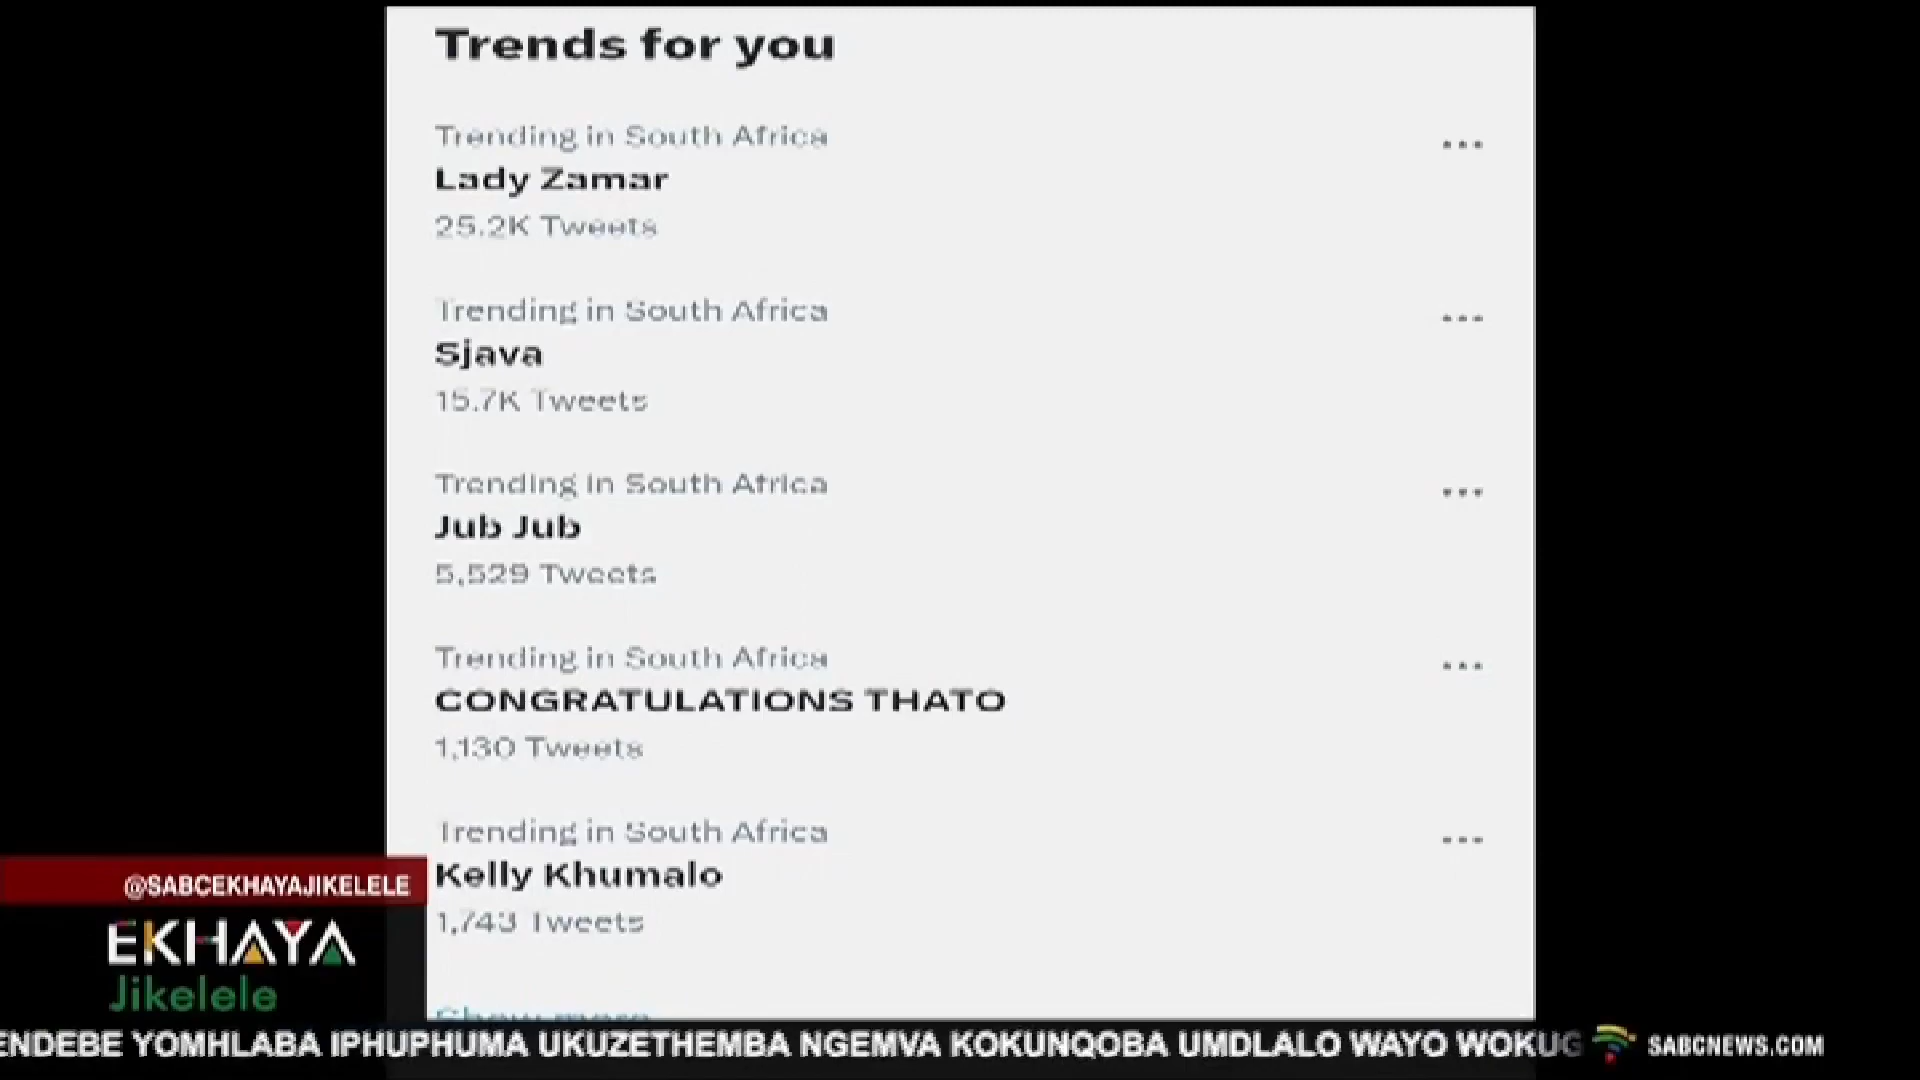 Trends for you
Trending in South Africa
Lady Zamar
25.2K Tweets
Trending in South Africa
Sjava
15.7K Tweets
Trending in South Africa
Jub Jub
5,529 Tweets
Trending in South Africa
CONGRATULATIONS THATO
1,130 Tweets
Trending in South Africa
Kelly Khumalo
1,743 Tweets
Show more
@SABCEKHAYAJIKELELE
EKHAYA
Jikelele
ENDEBE YOMHLABA IPHUPHUMA UKUZETHEMBA NGEMVA KOKUNQOBA UMDLALO WAYO WOKUG
SABCNEWS.COM